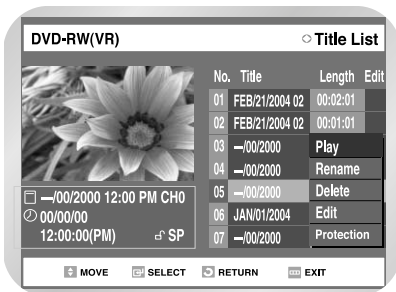 DVD-RW(VR) Title List
No. Title Length Edit
01 FEB/21/2004 02 00:02:01
02 FEB/21/2004 02 00:01:01
03 –/00/2000 Play
04 –/00/2000 Rename
05 –/00/2000 Delete
06 JAN/01/2004 Edit
07 –/00/2000 Protection
–/00/2000 12:00 PM CH0
00/00/00
12:00:00(PM) SP
MOVE SELECT RETURN EXIT